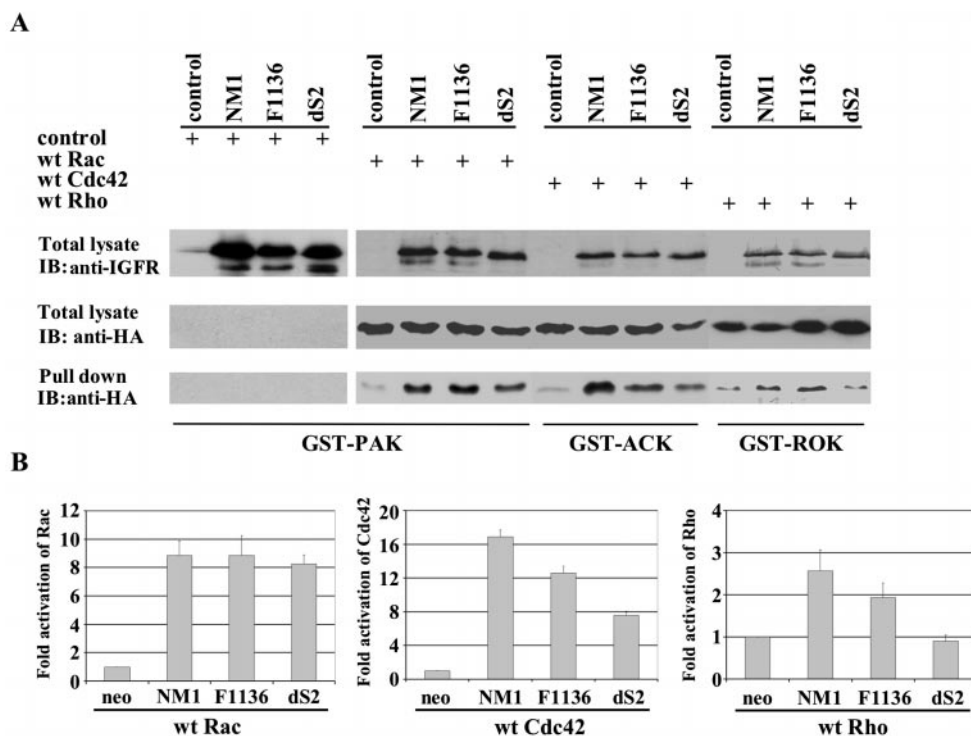 A
control NM1 F1136 dS2 control NM1 F1136 dS2 control NM1 F1136 dS2 control NM1 F1136 dS2
control + + + +
wt Rac + + + +
wt Cdc42 + + + +
wt Rho + + + +
Total lysate
IB:anti-IGFR
Total lysate
IB: anti-HA
Pull down
IB:anti-HA
GST-PAK GST-ACK GST-ROK
B
Fold activation of Rac
12
10
8
6
4
2
0
neo NM1 F1136 dS2
wt Rac
Fold activation of Cdc42
20
16
12
8
4
0
neo NM1 F1136 dS2
wt Cdc42
Fold activation of Rho
4
3
2
1
0
neo NM1 F1136 dS2
wt Rho